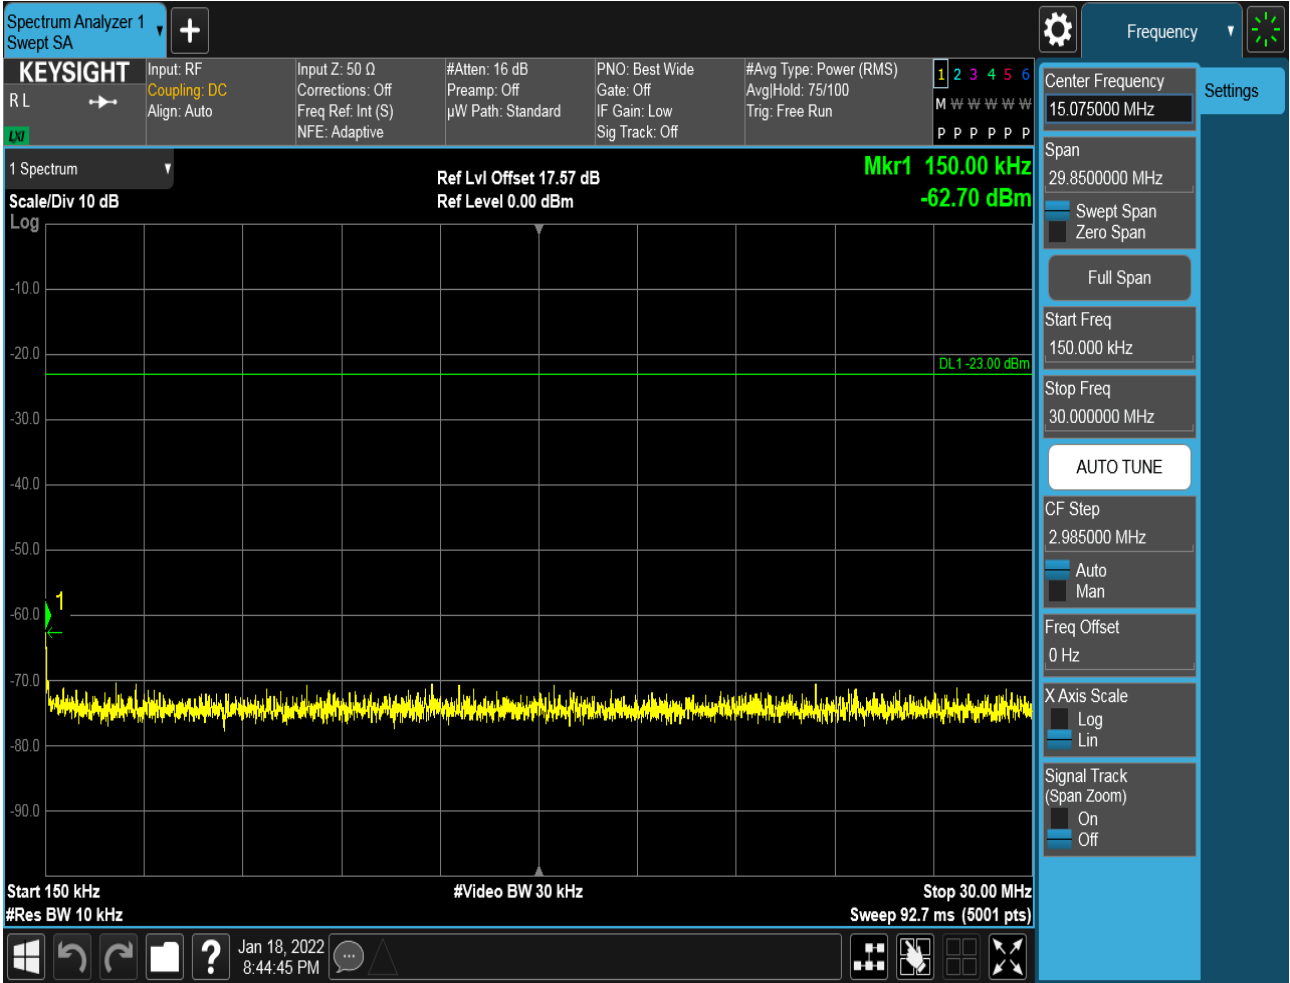 Spectrum Analyzer 1
Swept SA
Frequency
KEYSIGHT
R L
LXI
Input: RF
Coupling: DC
Align: Auto
Input Z: 50 Ω
Corrections: Off
Freq Ref: Int (S)
NFE: Adaptive
#Atten: 16 dB
Preamp: Off
µW Path: Standard
PNO: Best Wide
Gate: Off
IF Gain: Low
Sig Track: Off
#Avg Type: Power (RMS)
Avg|Hold: 75/100
Trig: Free Run
1 2 3 4 5 6
M W W W W W
P P P P P P
1 Spectrum
Scale/Div 10 dB
Log
Ref Lvl Offset 17.57 dB
Ref Level 0.00 dBm
Mkr1 150.00 kHz
-62.70 dBm
-10.0
-20.0
DL1 -23.00 dBm
-30.0
-40.0
-50.0
1
-60.0
-70.0
-80.0
-90.0
Start 150 kHz
#Video BW 30 kHz
Stop 30.00 MHz
#Res BW 10 kHz
Sweep 92.7 ms (5001 pts)
Center Frequency
15.075000 MHz
Span
29.8500000 MHz
Swept Span
Zero Span
Full Span
Start Freq
150.000 kHz
Stop Freq
30.000000 MHz
AUTO TUNE
CF Step
2.985000 MHz
Auto
Man
Freq Offset
0 Hz
X Axis Scale
Log
Lin
Signal Track
(Span Zoom)
On
Off
Settings
?
Jan 18, 2022
8:44:45 PM